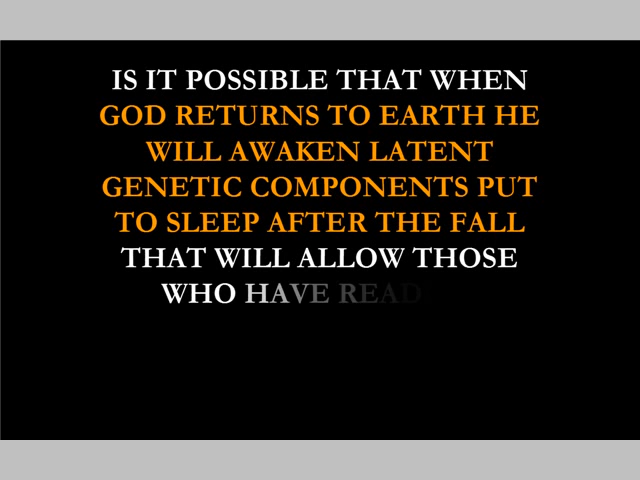 IS IT POSSIBLE THAT WHEN
GOD RETURNS TO EARTH HE
WILL AWAKEN LATENT
GENETIC COMPONENTS PUT
TO SLEEP AFTER THE FALL
THAT WILL ALLOW THOSE
WHO HAVE READ